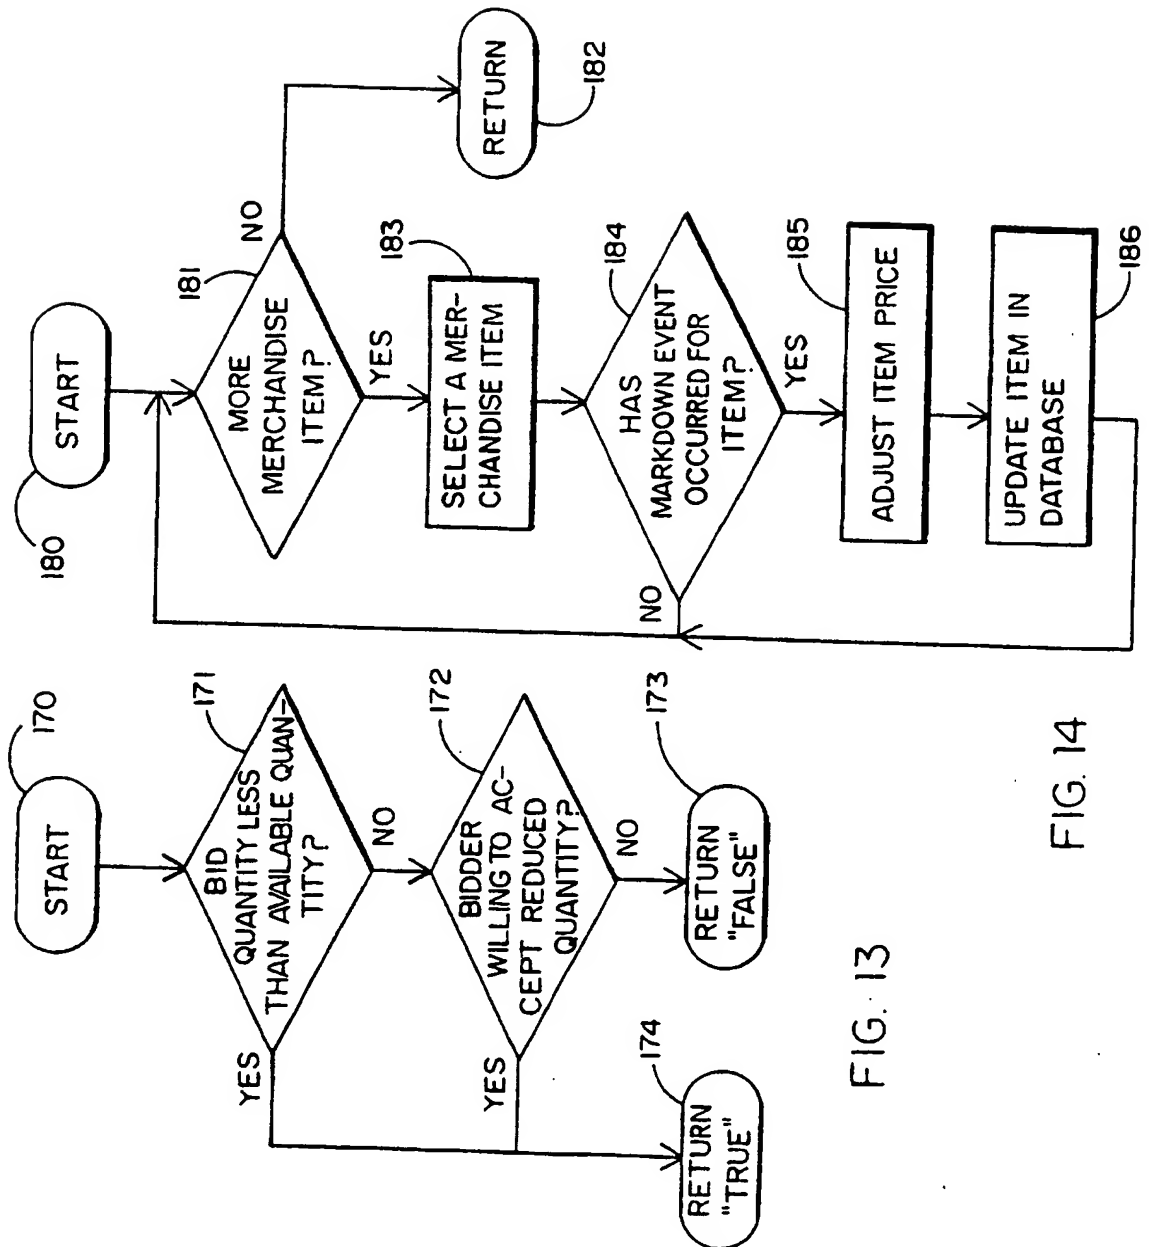 170
START
171
BID
QUANTITY LESS
THAN AVAILABLE QUAN-
TITY?
YES
NO
172
BIDDER
WILLING TO AC-
CEPT REDUCED
QUANTITY?
YES
NO
174
RETURN
"TRUE"
173
RETURN
"FALSE"
FIG. 13
180
START
181
MORE
MERCHANDISE
ITEM?
NO
YES
RETURN
182
183
SELECT A MER-
CHANDISE ITEM
184
HAS
MARKDOWN EVENT
OCCURRED FOR
ITEM?
NO
YES
185
ADJUST ITEM PRICE
UPDATE ITEM IN
DATABASE
186
FIG. 14